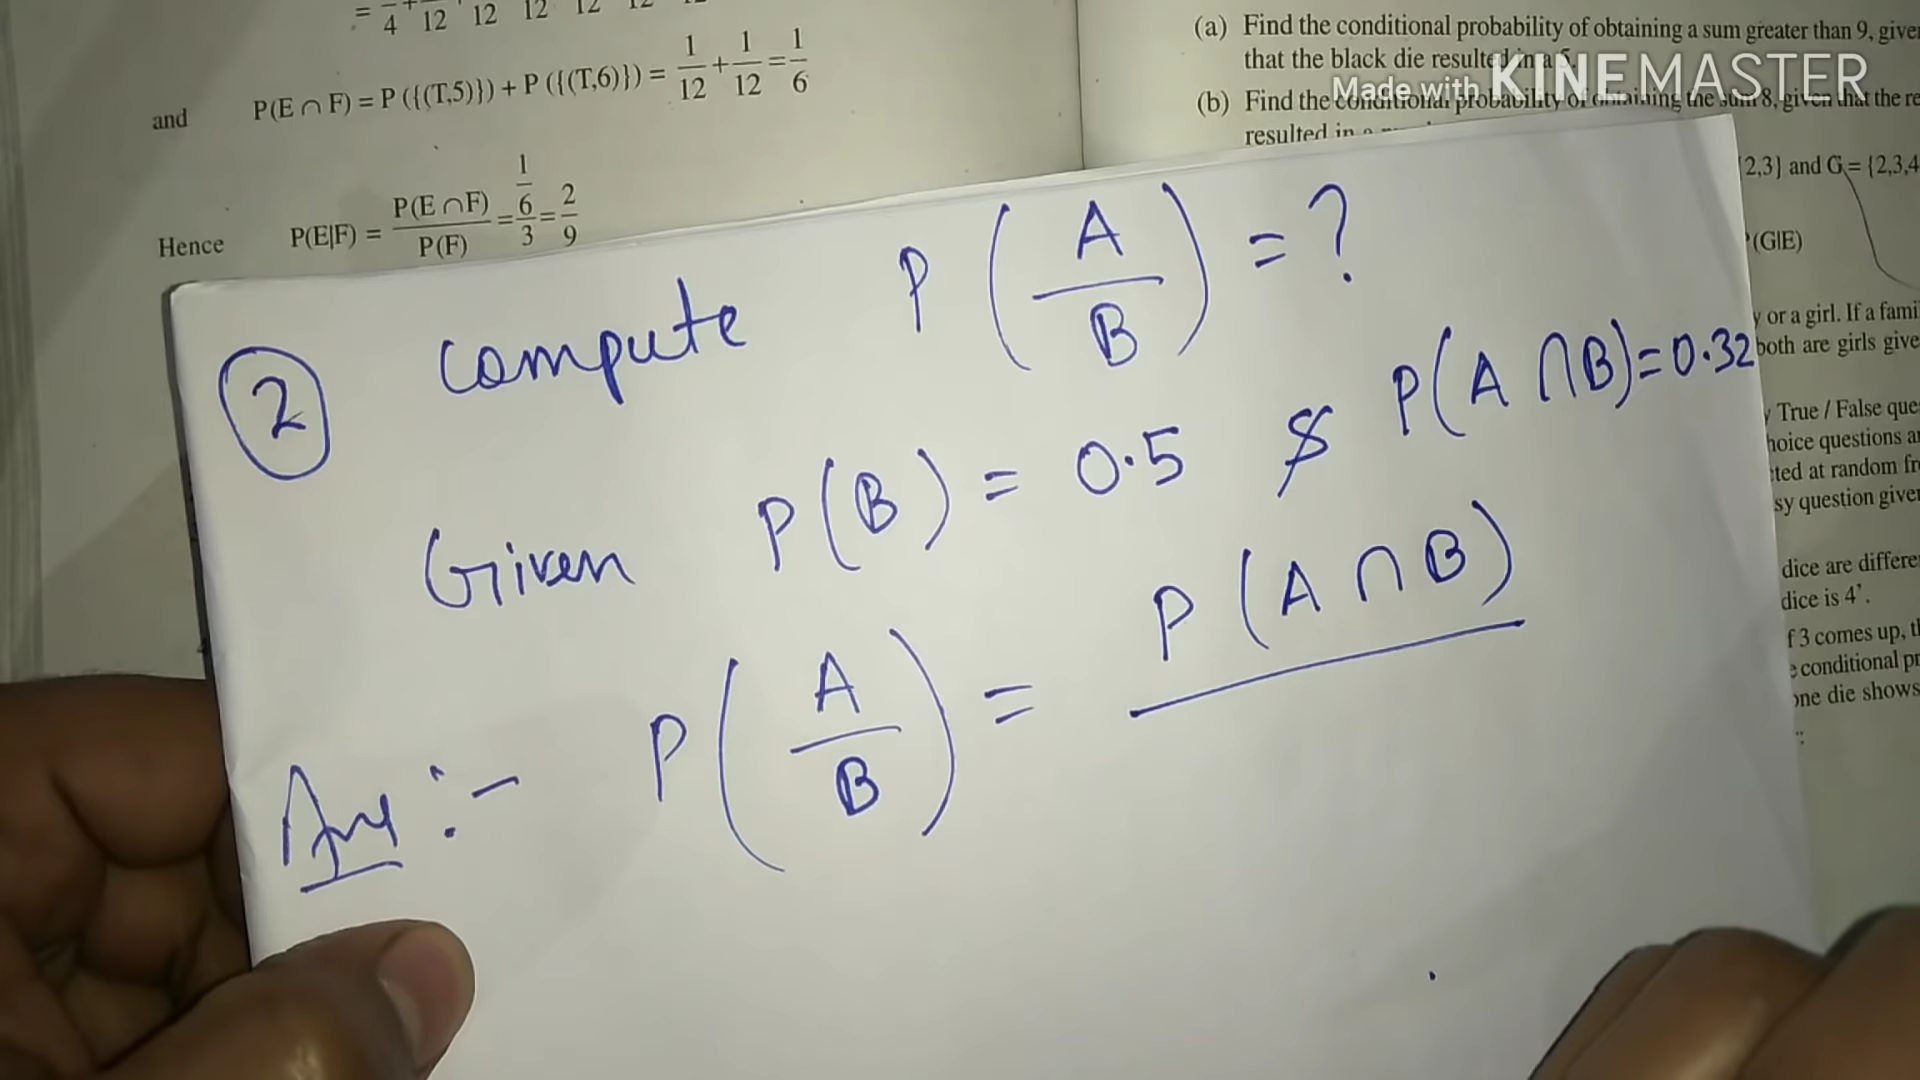 and P(E ∩ F) = P ({(T,5)}) + P ({(T,6)}) = 1/12 + 1/12 = 1/6
Hence P(E|F) = P(E ∩F)/P(F) = 1/6/3 = 2/9
(a) Find the conditional probability of obtaining a sum greater than 9, given
that the black die resulted in a 5.
Made with KINEMASTER
(b) Find the conditional probability of obtaining the sum 8, given that the re
resulted in a
2,3} and G = {2,3,4
(G|E)
or a girl. If a fami
both are girls give
True / False que
hoice questions a
ted at random fr
sy question give
dice are differe
dice is 4’.
f 3 comes up, t
conditional pr
one die shows
② Compute P(A/B) = ?
Given P(B) = 0.5 & P(A ∩ B) = 0.32
Ans :- P(A/B) = P(A ∩ B)